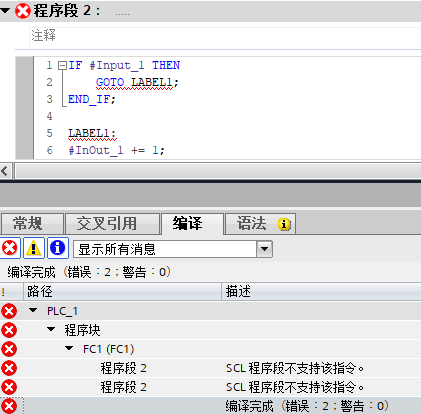 程序段 2： .....
注释
1 IF #Input_1 THEN
2 GOTO LABEL1;
3 END_IF;
4
5 LABEL1:
6 #InOut_1 += 1;
常规 交叉引用 编译 语法
显示所有消息
编译完成（错误：2；警告：0）
! 路径 描述
PLC_1
程序块
FC1 (FC1)
程序段 2 SCL 程序段不支持该指令。
程序段 2 SCL 程序段不支持该指令。
编译完成（错误：2；警告：0）